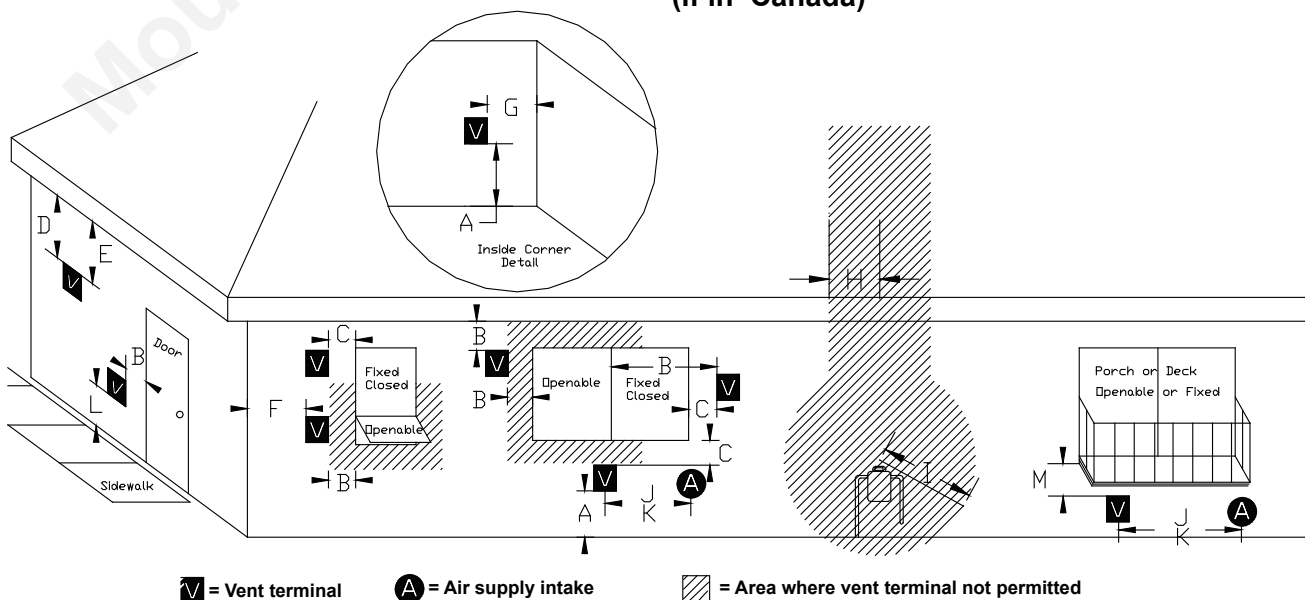 Mou
(If in Canada)
G
V
A
Inside Corner
Detail
D
E
V
H
Door
B
V
L
Sidewalk
C
V
Fixed
Closed
F
V
Openable
B
B
V
B
Openable
Fixed
Closed
B
V
C
C
V
A
A
J
K
I
Porch or Deck
Openable or Fixed
M
V
J
K
A
V = Vent terminal
A = Air supply intake
= Area where vent terminal not permitted